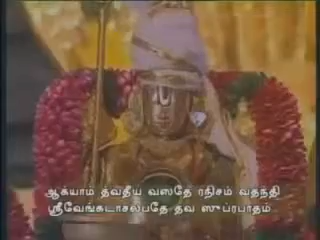 ஆக்யாம் த்வதீய வஸதே ரநிசம் வதந்தி
ஸ்ரீவேங்கடாசலபதே தவ ஸுப்ரபாதம்...